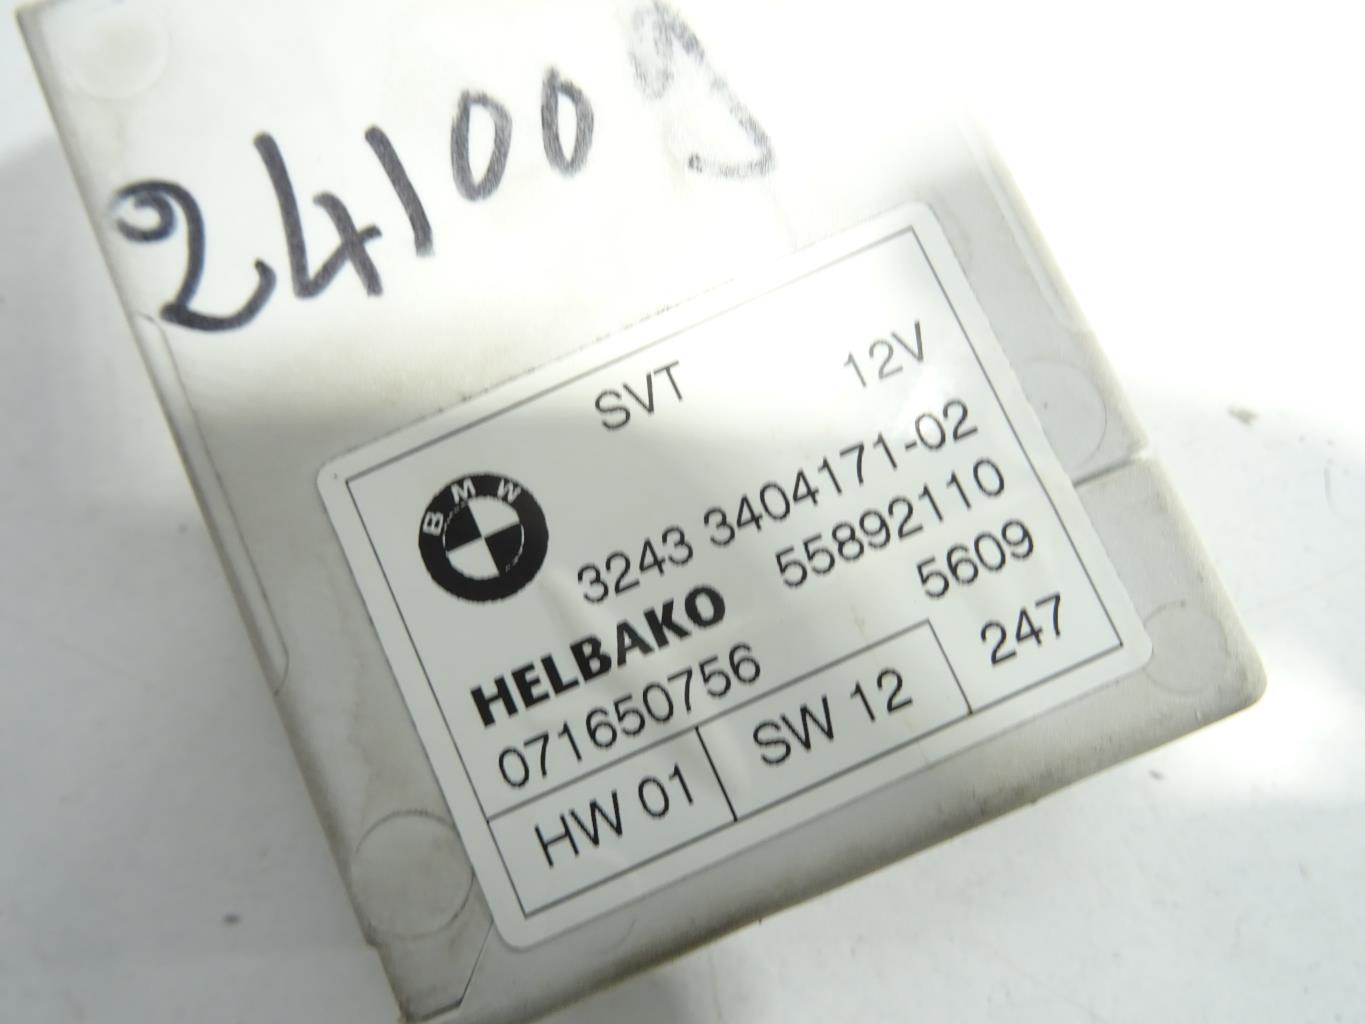 24100
SVT 12V
BMW
3243 3404171-02
HELBAKO 55892110
071650756 5609
HW 01 SW 12 247